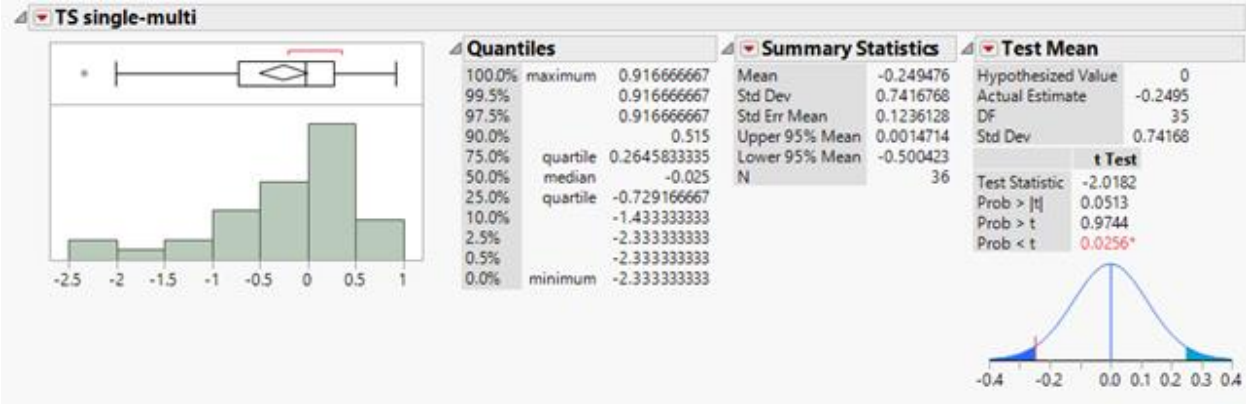 TS single-multi
-2.5 -2 -1.5 -1 -0.5 0 0.5 1
Quantiles
100.0% maximum 0.916666667
99.5% 0.916666667
97.5% 0.916666667
90.0% 0.515
75.0% quartile 0.2645833335
50.0% median -0.025
25.0% quartile -0.729166667
10.0% -1.433333333
2.5% -2.333333333
0.5% -2.333333333
0.0% minimum -2.333333333
Summary Statistics
Mean -0.249476
Std Dev 0.7416768
Std Err Mean 0.1236128
Upper 95% Mean 0.0014714
Lower 95% Mean -0.500423
N 36
Test Mean
Hypothesized Value 0
Actual Estimate -0.2495
DF 35
Std Dev 0.74168
t Test
Test Statistic -2.0182
Prob > |t| 0.0513
Prob > t 0.9744
Prob < t 0.0256*
-0.4 -0.2 0.0 0.1 0.2 0.3 0.4